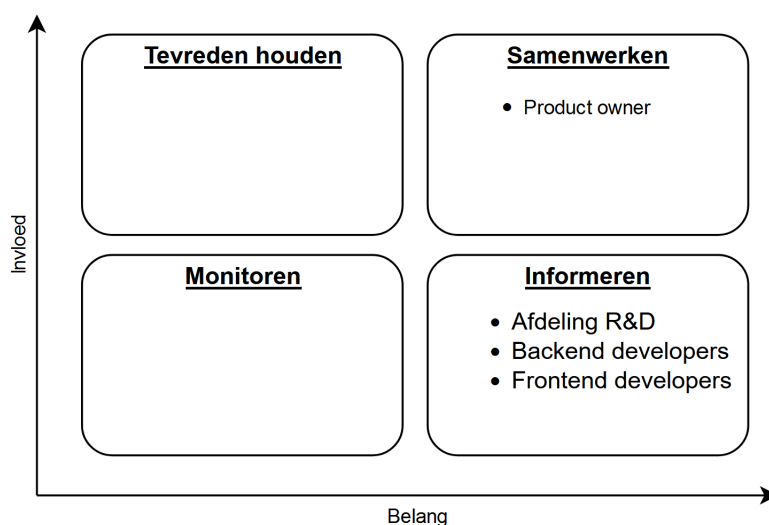 Tevreden houden
Samenwerken
• Product owner
Invloed
Monitoren
Informeren
• Afdeling R&D
• Backend developers
• Frontend developers
Belang